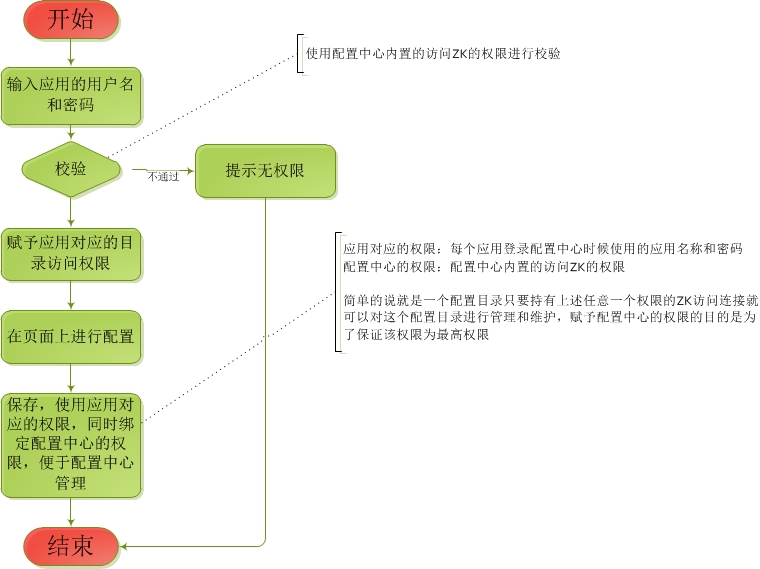 开始
使用配置中心内置的访问ZK的权限进行校验
输入应用的用户名
和密码
校验
不通过
提示无权限
赋予应用对应的目
录访问权限
应用对应的权限：每个应用登录配置中心时候使用的应用名称和密码
配置中心的权限：配置中心内置的访问ZK的权限
简单的说就是一个配置目录只要持有上述任意一个权限的ZK访问连接就
可以对这个配置目录进行管理和维护，赋予配置中心的权限的目的是为
了保证该权限为最高权限
在页面上进行配置
保存，使用应用对
应的权限，同时绑
定配置中心的权
限，便于配置中心
管理
结束